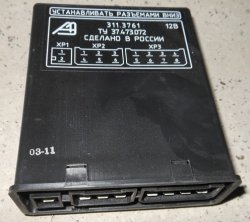 УСТАНАВЛИВАТЬ РАЗЪЕМАМИ ВНИЗ
311.3761 12В
ТУ 37.473.072
СДЕЛАНО В РОССИИ
ХР1 ХР2 ХР3
03-11